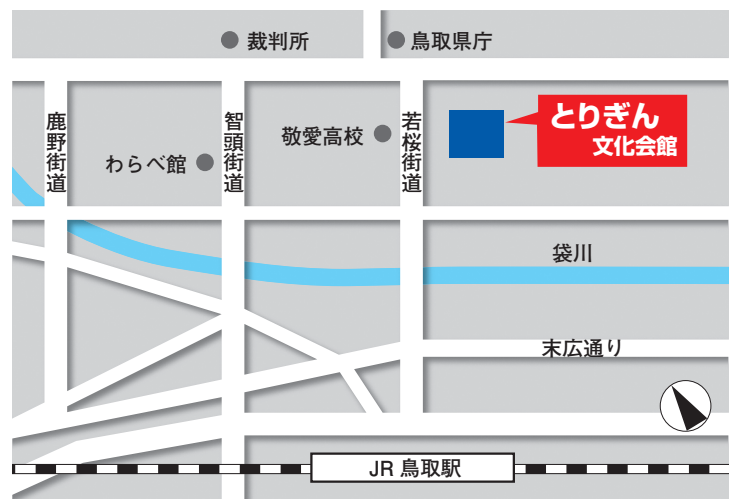 裁判所
鳥取県庁
鹿野街道
智頭街道
若桜街道
敬愛高校
わらべ館
とりぎん
文化会館
袋川
末広通り
JR 鳥取駅